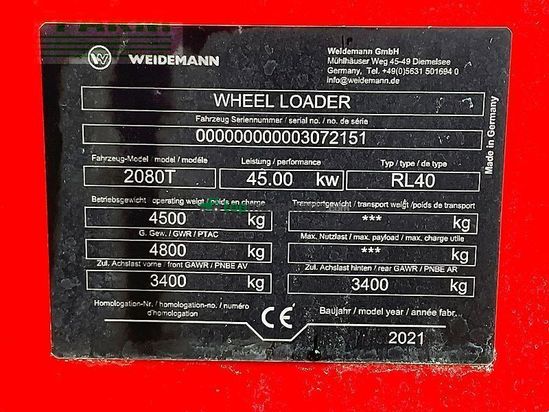 WEIDEMANN
Weidemann GmbH
Mühlhäuser Weg 45-49 Diemelsee
Germany, Tel. +49(0)5631 501694 0
info@weidemann.de
WHEEL LOADER
Fahrzeug Seriennummer / serial no. / no. de série
000000000003072151
Fahrzeug-Model / model / modéle
Leistung / performance
Typ / type / de type
2080T
45.00 kw
RL40
Betriebsgewicht operating weigt /poids en charge
Transportgewicht / transport weigt /poids de transport
4500 kg
*** kg
G. Gew. / GWR / PTAC
Max. Nutzlast / max. payload / max. charge utile
4800 kg
*** kg
Zul. Achslast vorne / front GAWR / PNBE AV
Zul. Achslast hinten / rear GAWR / PNBE AR
3400 kg
3400 kg
Homologation-Nr. / homologation-no. / numéro
d'homologation
CE
Baujahr / model year / année fabr.
2021
Made in Germany